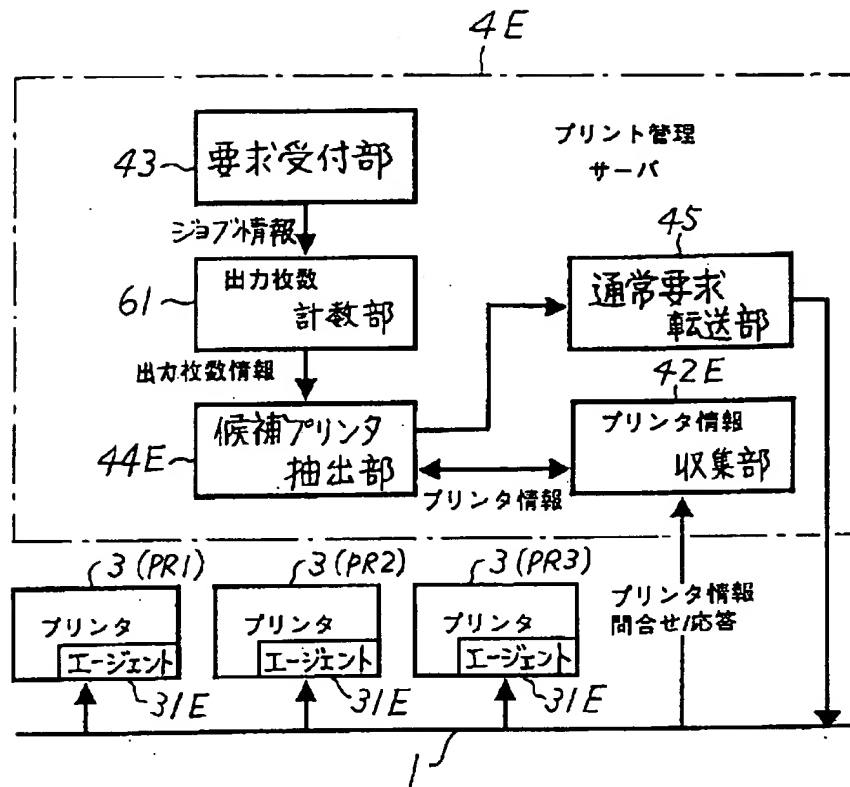 4E
43
要求受付部
プリント管理
サーバ
ジョブ情報
45
61
出力枚数
計数部
通常要求
転送部
出力枚数情報
42E
44E
候補プリンタ
抽出部
プリンタ情報
収集部
プリンタ情報
3(PR1)
3(PR2)
3(PR3)
プリンタ
エージェント
プリンタ
エージェント
プリンタ
エージェント
プリンタ情報
問合せ/応答
31E
31E
31E
1